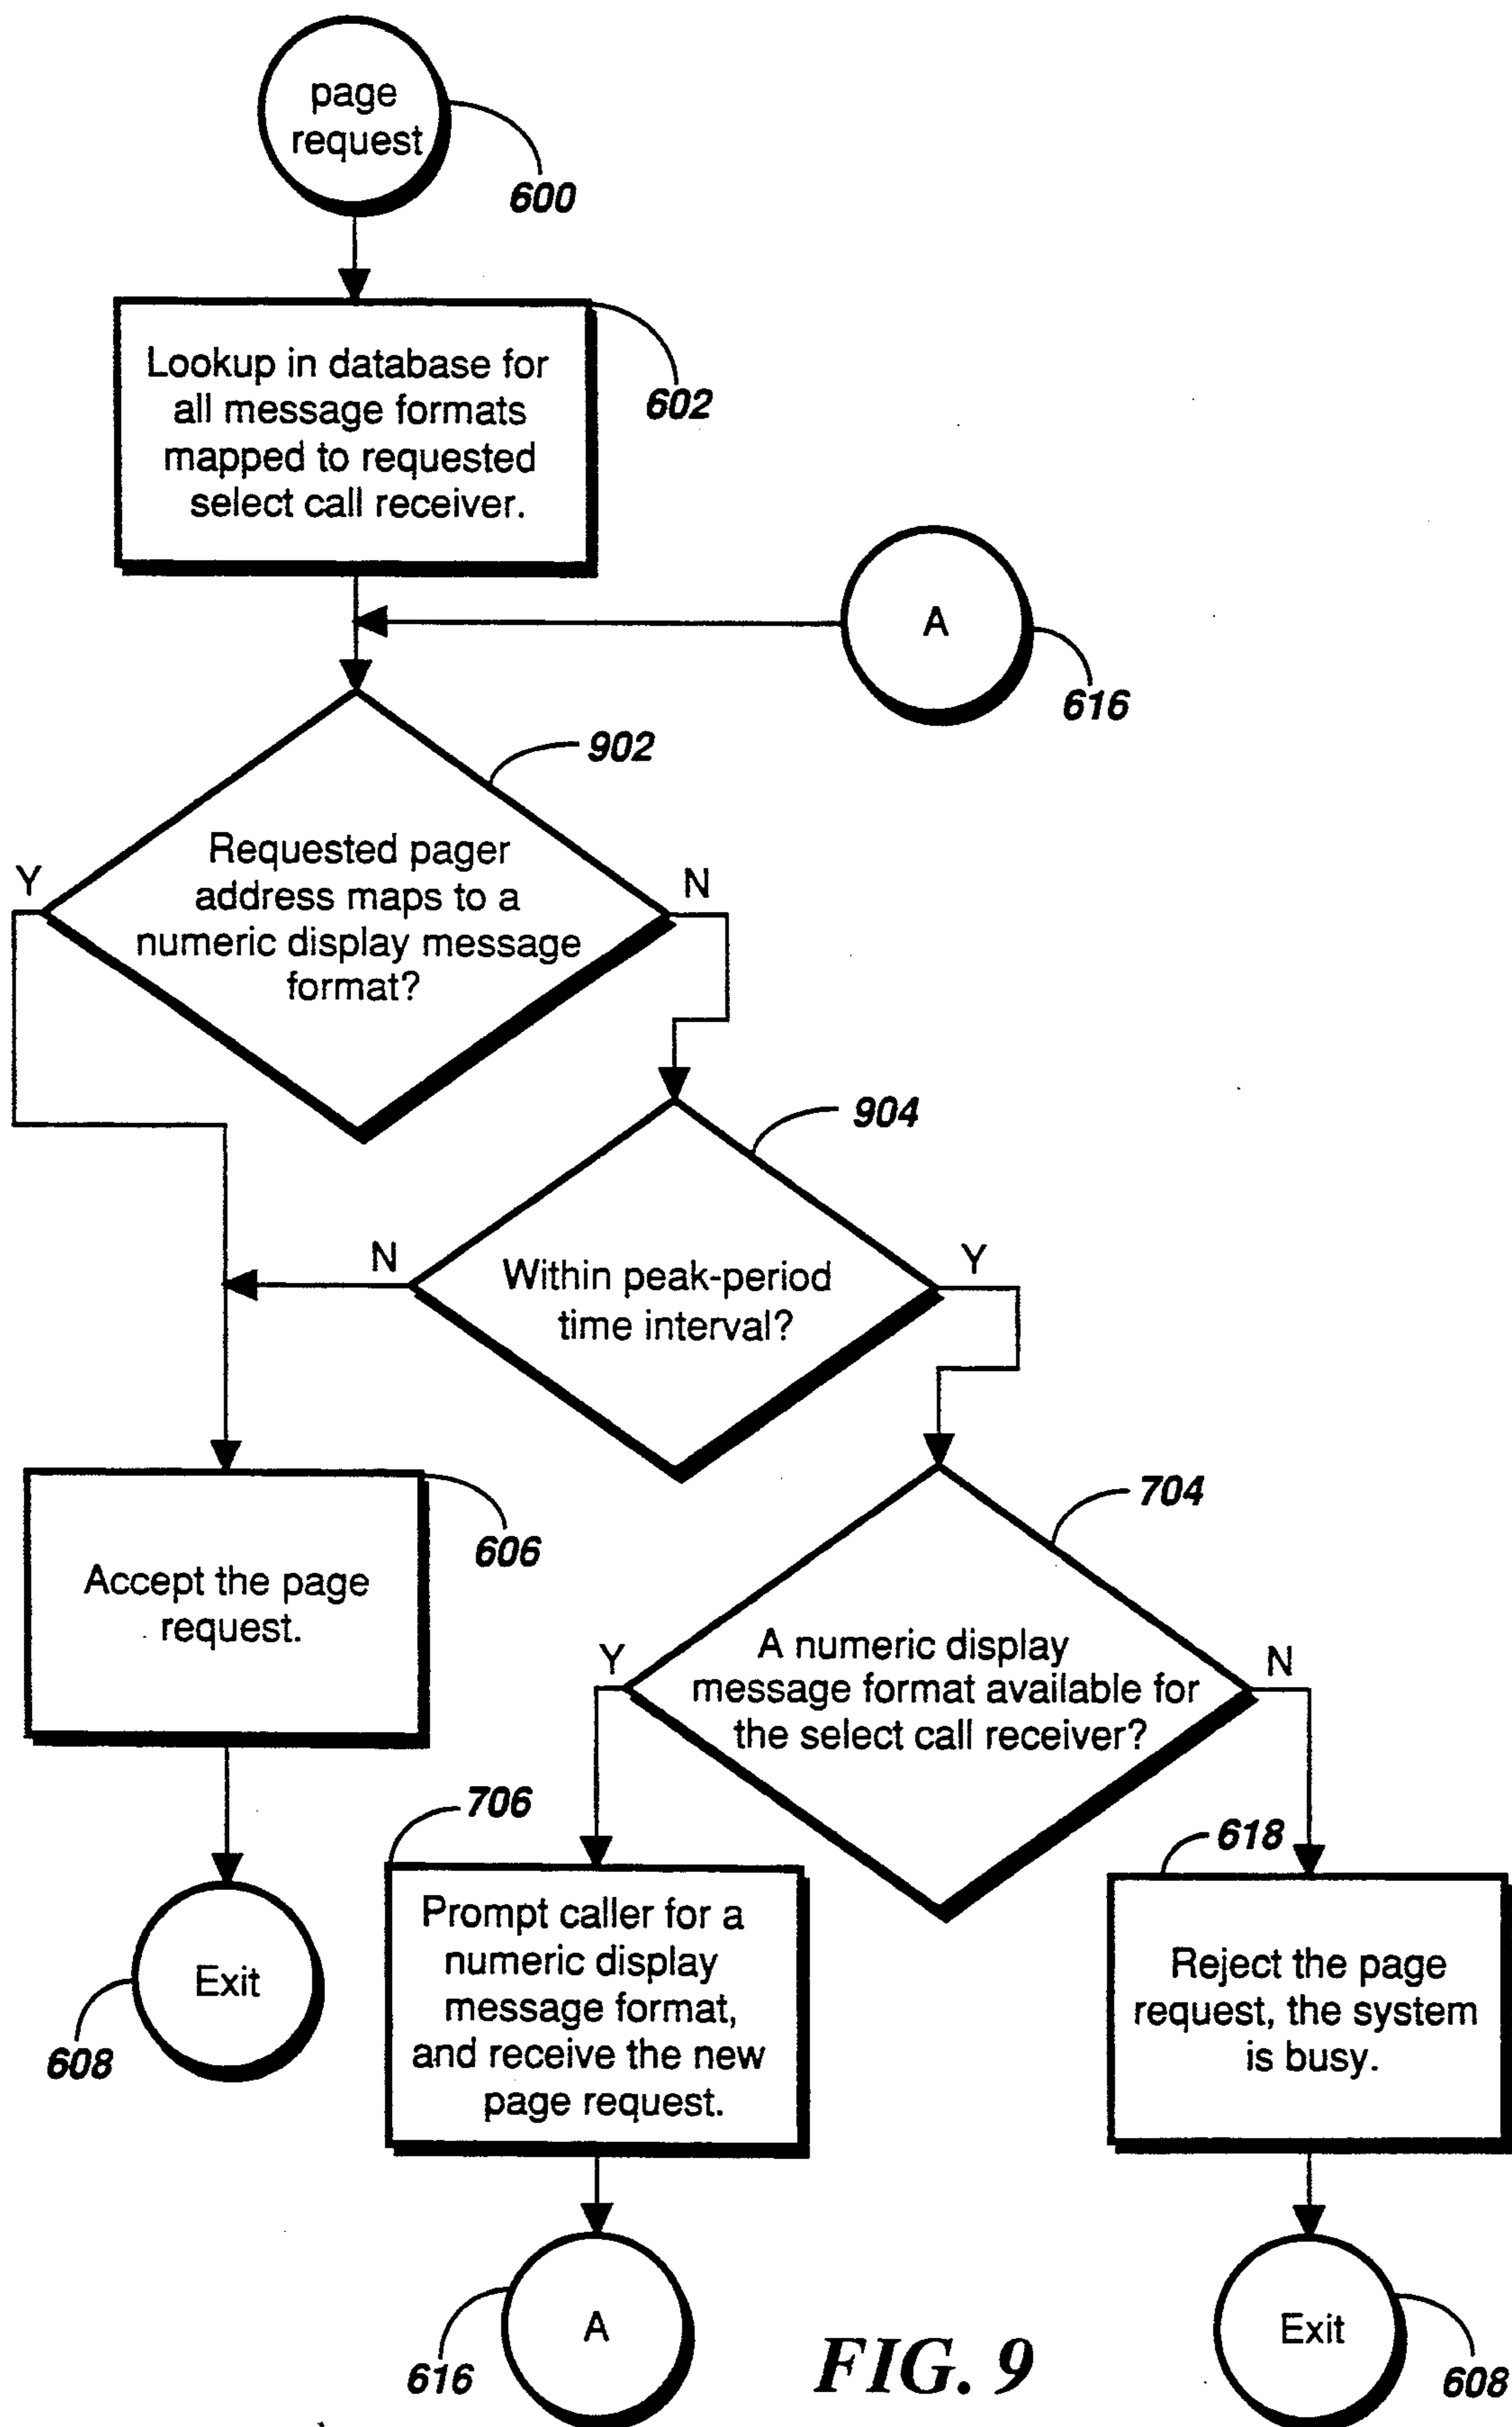 page
request
600
Lookup in database for
all message formats
mapped to requested
select call receiver.
602
A
616
902
Requested pager
address maps to a
numeric display message
format?
Y
N
904
Within peak-period
time interval?
N
Y
704
606
Accept the page
request.
A numeric display
message format available for
the select call receiver?
Y
N
706
618
Prompt caller for a
numeric display
message format,
and receive the new
page request.
Reject the page
request, the system
is busy.
Exit
608
A
616
Exit
608
FIG. 9